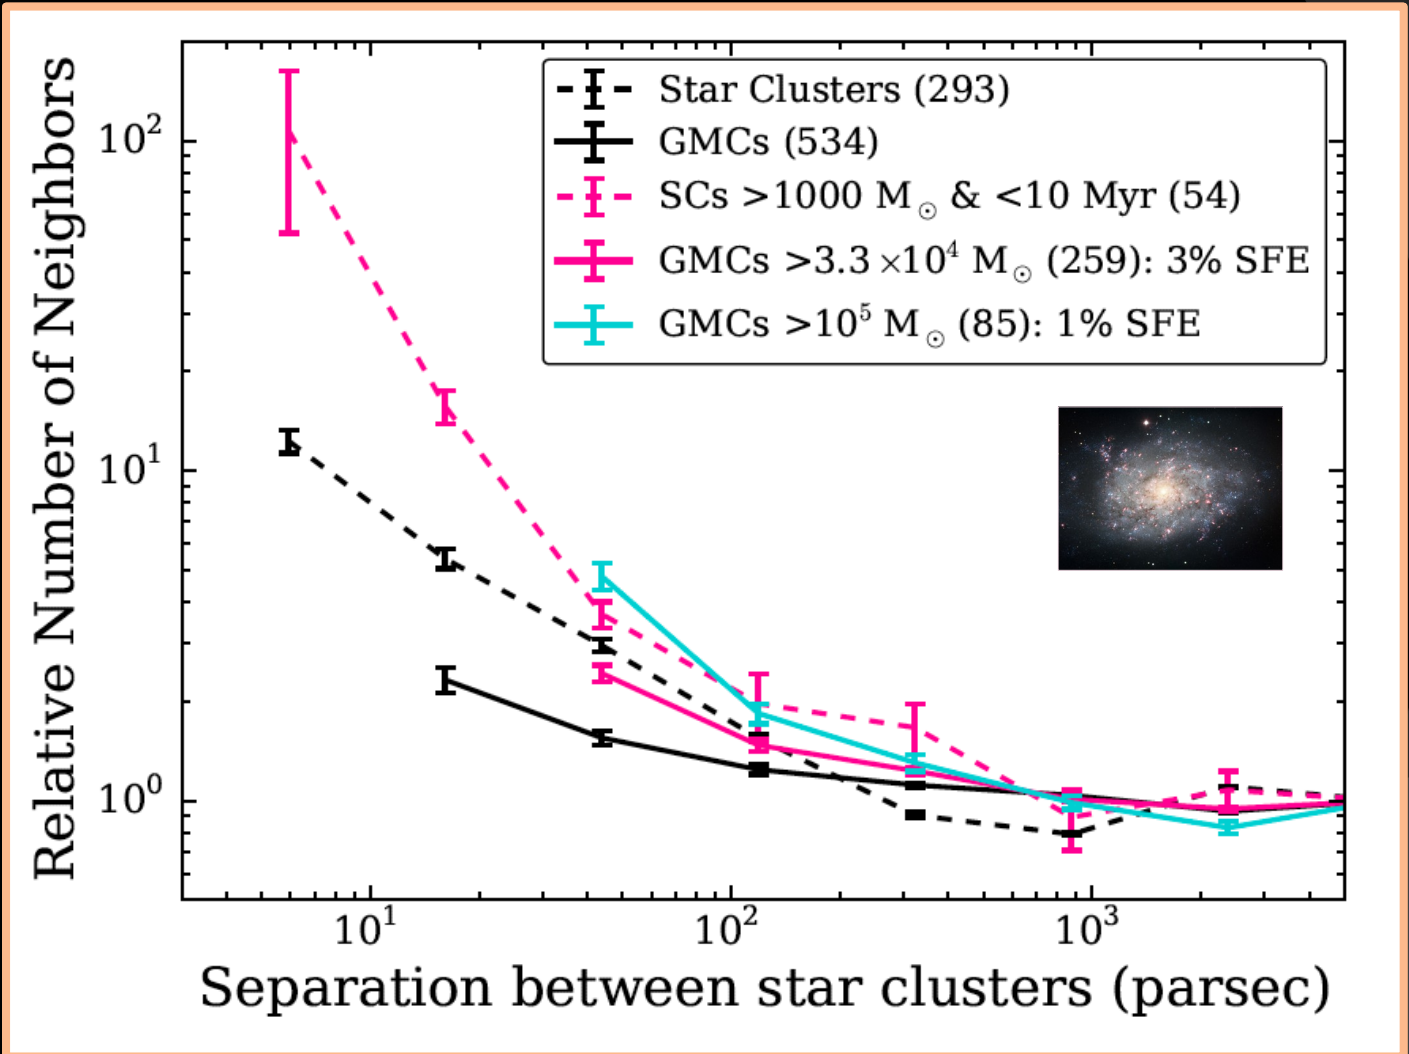 Relative Number of Neighbors
10²
10¹
10⁰
Star Clusters (293)
GMCs (534)
SCs >1000 M⊙ & <10 Myr (54)
GMCs >3.3 ×10⁴ M⊙ (259): 3% SFE
GMCs >10⁵ M⊙ (85): 1% SFE
10¹ 10² 10³
Separation between star clusters (parsec)